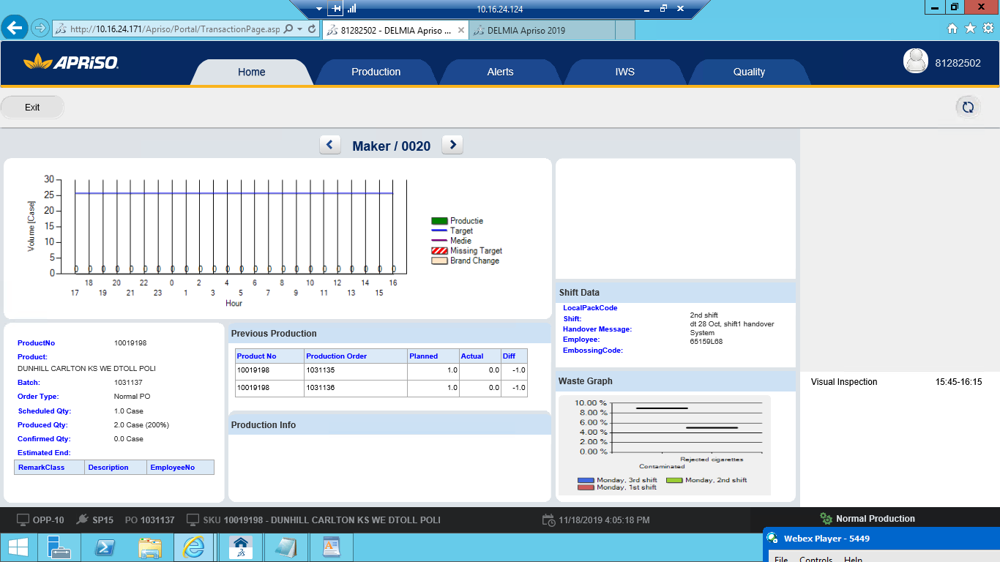 10.16.24.124
http://10.16.24.171/Apriso/Portal/TransactionPage.asp
81282502 - DELMIA Apriso ...
DELMIA Apriso 2019
APRISO
Home
Production
Alerts
IWS
Quality
81282502
Exit
Maker / 0020
Volume [Case]
30
25
20
15
10
5
0
0 0 0 0 0 0 0 0 0 0 0 0 0 0 0 0 0 0 0 0 0 0 0 0
18 20 22 0 2 4 6 8 10 12 14 16
17 19 21 23 1 3 5 7 9 11 13 15
Hour
Productie
Target
Medie
Missing Target
Brand Change
Shift Data
LocalPackCode
Shift: 2nd shift
Handover Message: dt 28 Oct, shift1 handover
System
Employee: 65159L68
EmbossingCode:
ProductNo 10019198
Product:
DUNHILL CARLTON KS WE DTOLL POLI
Batch: 1031137
Order Type: Normal PO
Scheduled Qty: 1.0 Case
Produced Qty: 2.0 Case (200%)
Confirmed Qty: 0.0 Case
Estimated End:
RemarkClass Description EmployeeNo
Previous Production
Product No Production Order Planned Actual Diff
10019198 1031135 1.0 0.0 -1.0
10019198 1031136 1.0 0.0 -1.0
Production Info
Waste Graph
10.00 %
8.00 %
6.00 %
4.00 %
2.00 %
0.00 %
Rejected cigarettes
Contaminated
Monday, 3rd shift Monday, 2nd shift
Monday, 1st shift
Visual Inspection 15:45-16:15
OPP-10 SP15 PO 1031137 SKU 10019198 - DUNHILL CARLTON KS WE DTOLL POLI 11/18/2019 4:05:18 PM Normal Production
Webex Player - 5449
File Controls Help